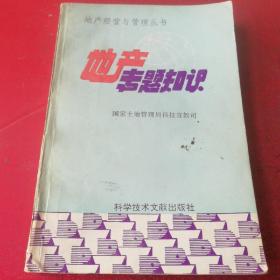 地产经营与管理丛书
地产
专题知识
国家土地管理局科技宣教司
科学技术文献出版社